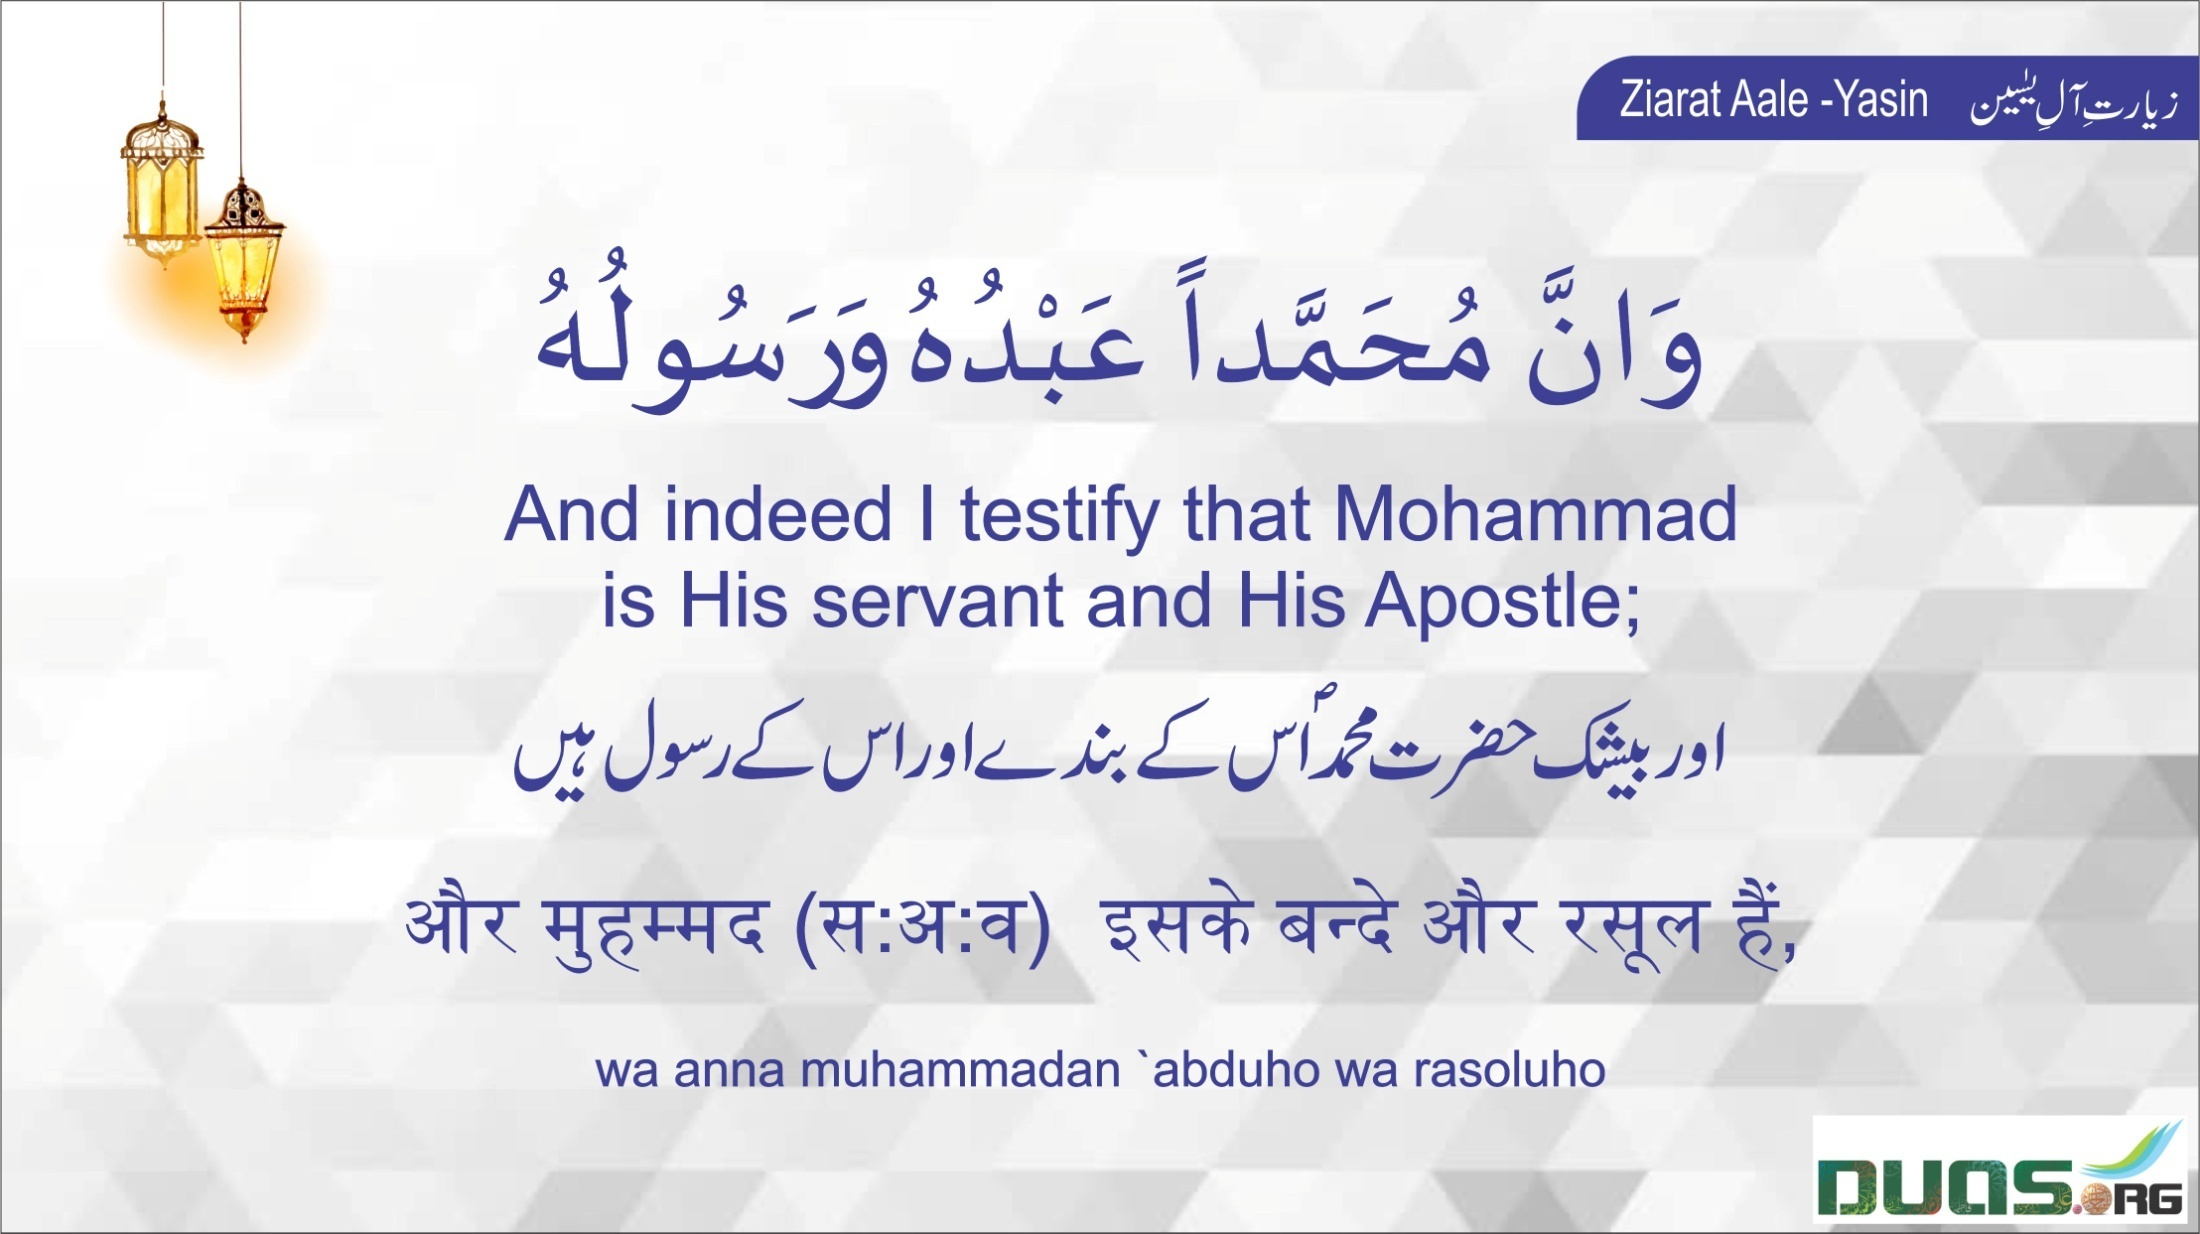 Ziarat Aale -Yasin زیارتِ آلِ یٰسین
وَانَّ مُحَمَّداً عَبْدُهُ وَرَسُولُهُ
And indeed I testify that Mohammad
is His servant and His Apostle;
اور بیشک حضرت محمدؐ اُس کے بندے اور اس کے رسول ہیں
और मुहम्मद (स:अ:व) इसके बन्दे और रसूल हैं,
wa anna muhammadan `abduho wa rasoluho
DUAS.ORG